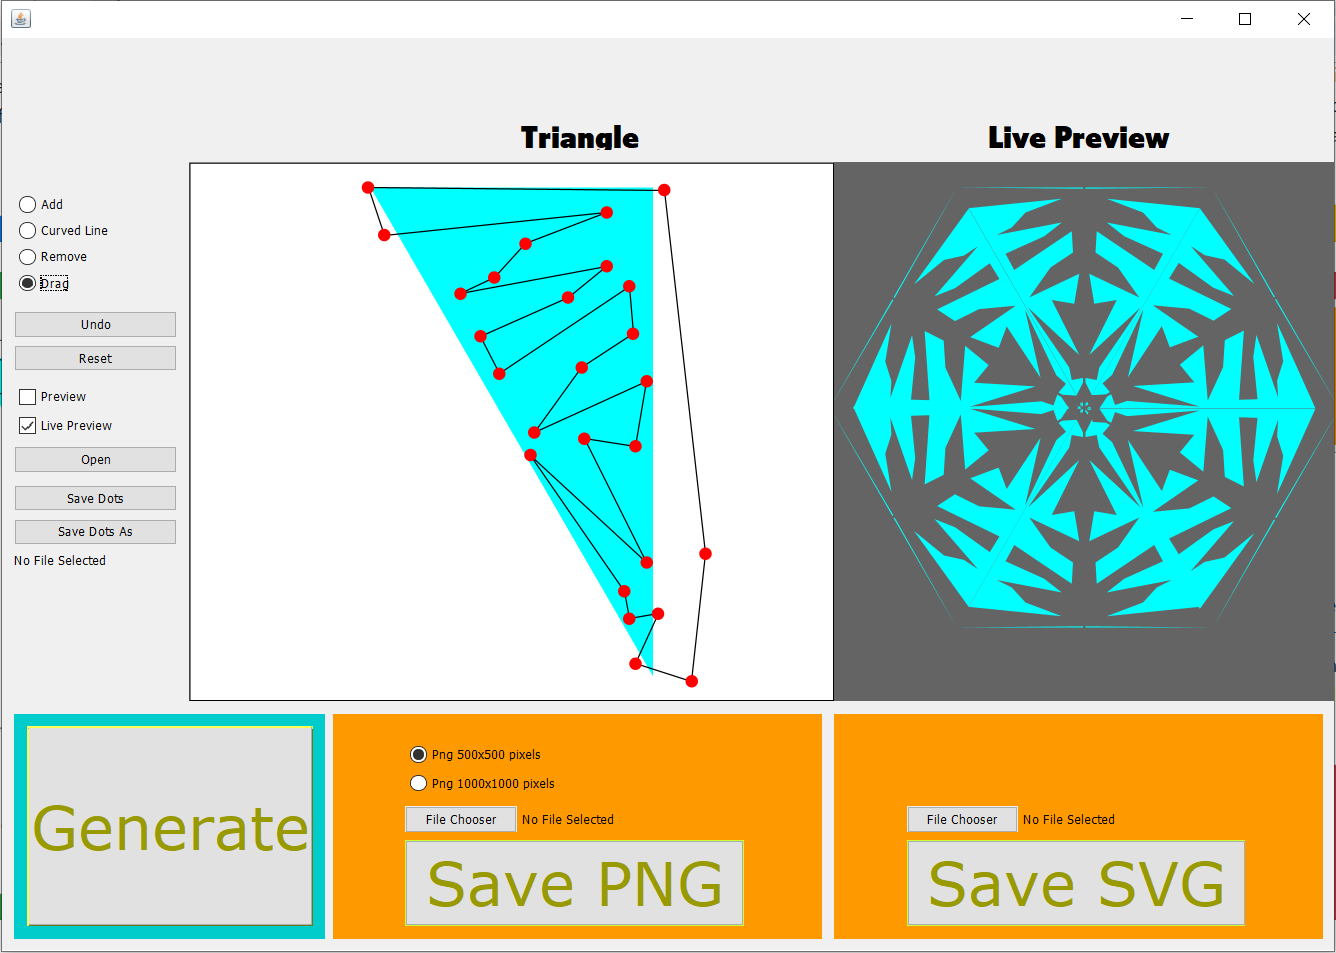 Triangle
Live Preview
Add
Curved Line
Remove
Drag
Undo
Reset
Preview
Live Preview
Open
Save Dots
Save Dots As
No File Selected
Generate
Png 500x500 pixels
Png 1000x1000 pixels
File Chooser No File Selected
Save PNG
File Chooser No File Selected
Save SVG